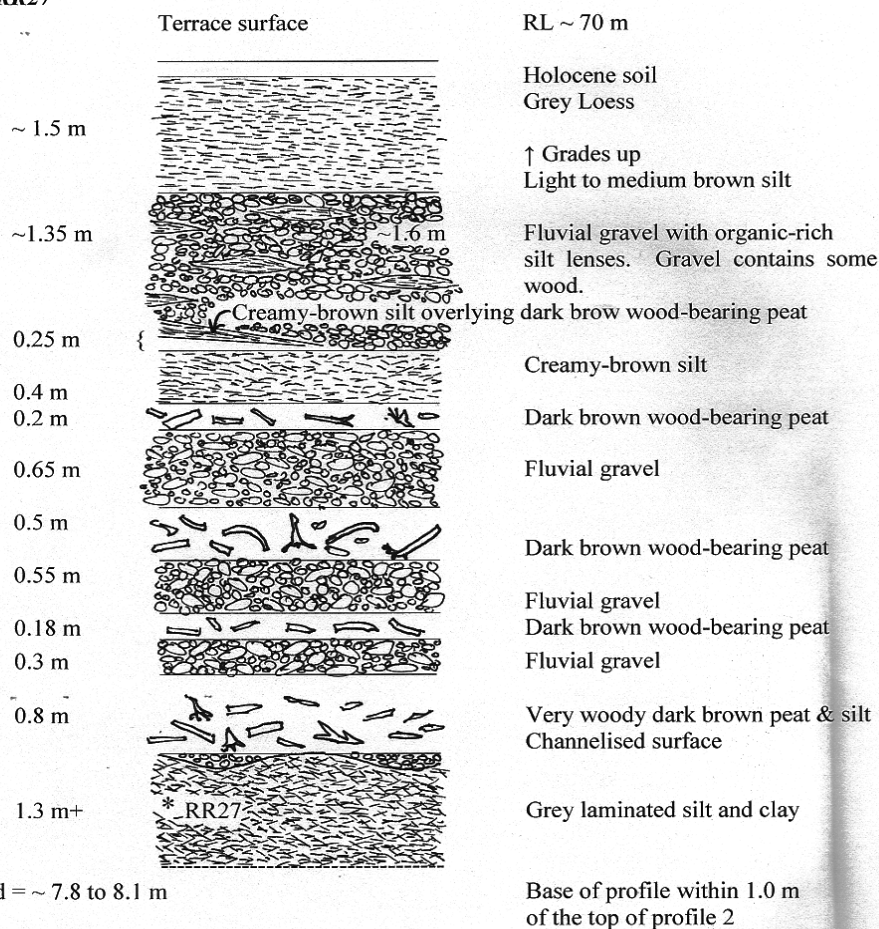 RR27
Terrace surface RL ~ 70 m
Holocene soil
Grey Loess
~ 1.5 m
↑ Grades up
Light to medium brown silt
~1.35 m ~1.6 m Fluvial gravel with organic-rich
silt lenses. Gravel contains some
wood.
Creamy-brown silt overlying dark brow wood-bearing peat
0.25 m {
Creamy-brown silt
0.4 m
0.2 m Dark brown wood-bearing peat
0.65 m Fluvial gravel
0.5 m
Dark brown wood-bearing peat
0.55 m
Fluvial gravel
0.18 m Dark brown wood-bearing peat
0.3 m Fluvial gravel
0.8 m Very woody dark brown peat & silt
Channelised surface
1.3 m+ * RR27 Grey laminated silt and clay
d = ~ 7.8 to 8.1 m Base of profile within 1.0 m
of the top of profile 2